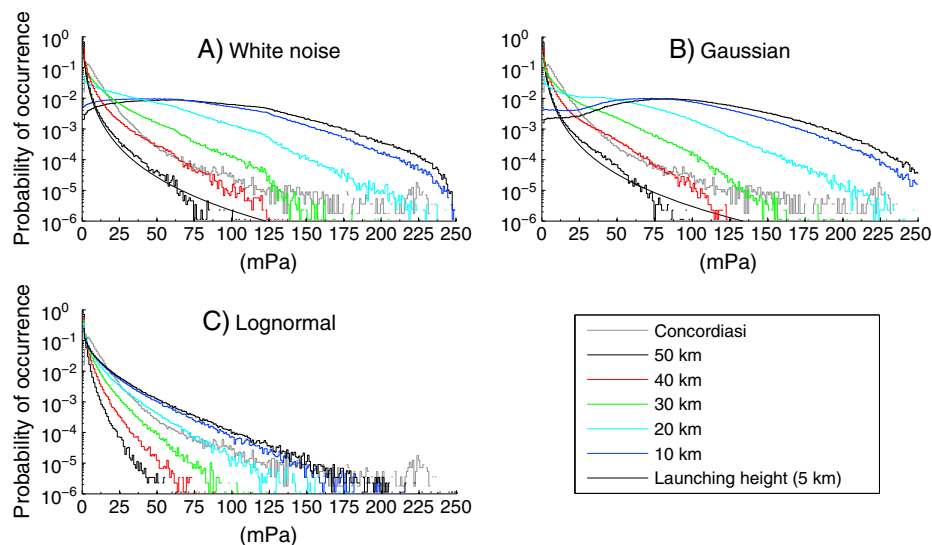 A) White noise
Probability of occurrence
10^0
10^-1
10^-2
10^-3
10^-4
10^-5
10^-6
0 25 50 75 100 125 150 175 200 225 250
(mPa)
B) Gaussian
10^0
10^-1
10^-2
10^-3
10^-4
10^-5
10^-6
0 25 50 75 100 125 150 175 200 225 250
(mPa)
C) Lognormal
Probability of occurrence
10^0
10^-1
10^-2
10^-3
10^-4
10^-5
10^-6
0 25 50 75 100 125 150 175 200 225 250
(mPa)
Concordiasi
50 km
40 km
30 km
20 km
10 km
Launching height (5 km)